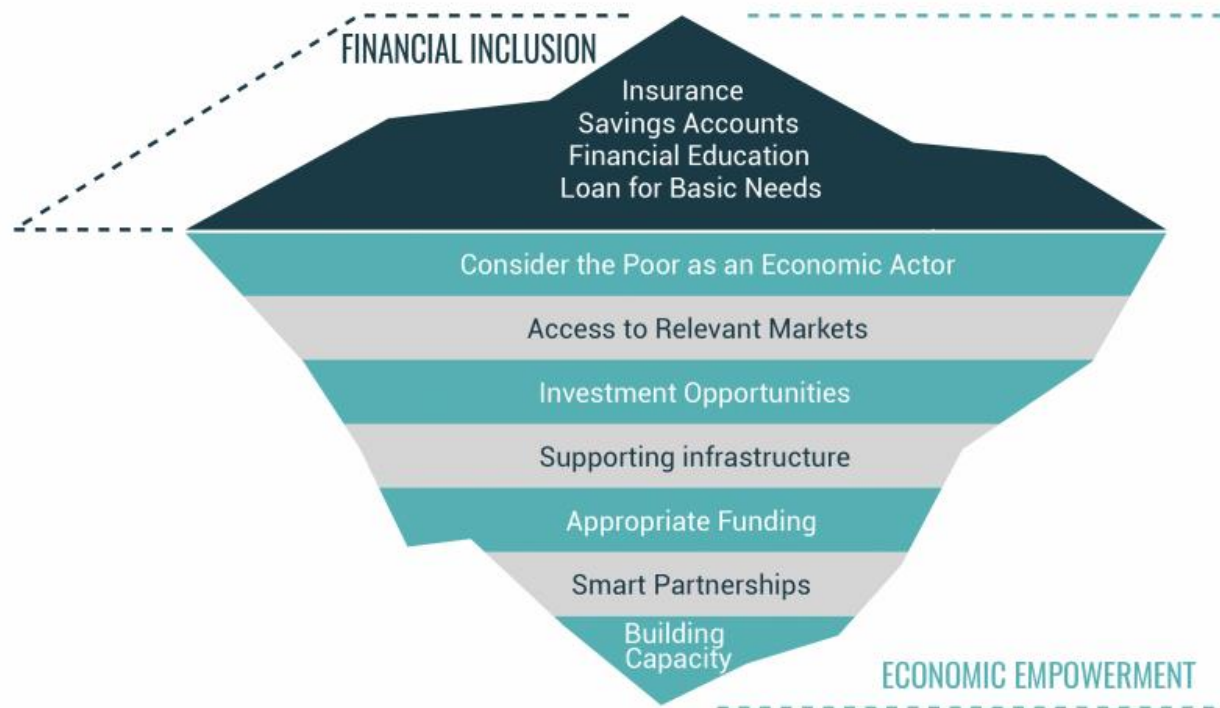 FINANCIAL INCLUSION
Insurance
Savings Accounts
Financial Education
Loan for Basic Needs
Consider the Poor as an Economic Actor
Access to Relevant Markets
Investment Opportunities
Supporting infrastructure
Appropriate Funding
Smart Partnerships
Building
Capacity
ECONOMIC EMPOWERMENT